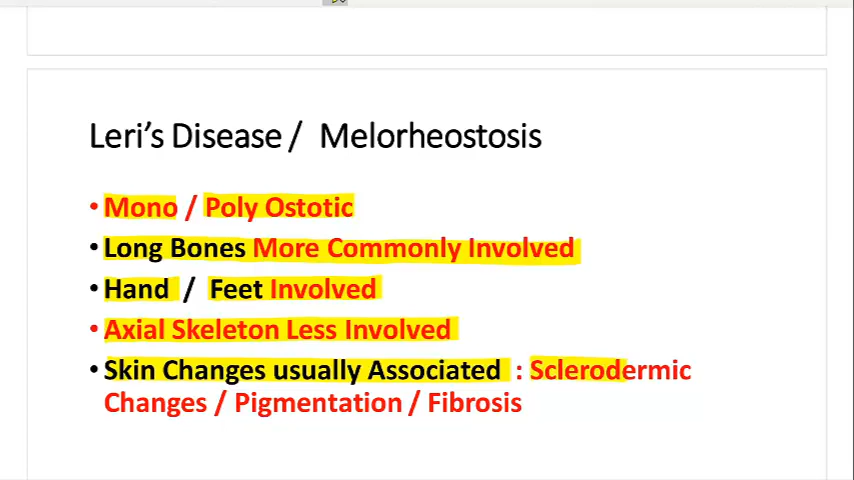 Leri's Disease / Melorheostosis
• Mono / Poly Ostotic
• Long Bones More Commonly Involved
• Hand / Feet Involved
• Axial Skeleton Less Involved
• Skin Changes usually Associated : Sclerodermic
Changes / Pigmentation / Fibrosis